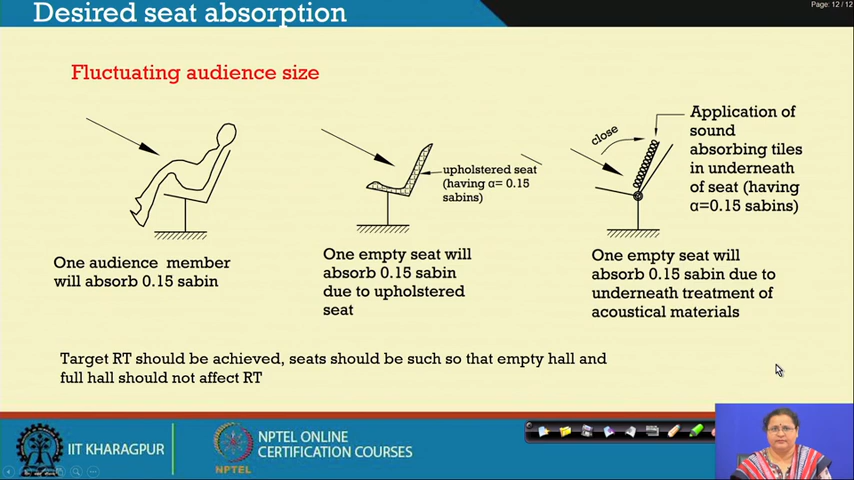 Page: 12 / 12
Desired seat absorption
Fluctuating audience size
close
Application of
sound
absorbing tiles
in underneath
of seat (having
α=0.15 sabins)
upholstered seat
(having α= 0.15
sabins)
One audience member
will absorb 0.15 sabin
One empty seat will
absorb 0.15 sabin
due to upholstered
seat
One empty seat will
absorb 0.15 sabin due to
underneath treatment of
acoustical materials
Target RT should be achieved, seats should be such so that empty hall and
full hall should not affect RT
IIT KHARAGPUR
NPTEL
NPTEL ONLINE
CERTIFICATION COURSES